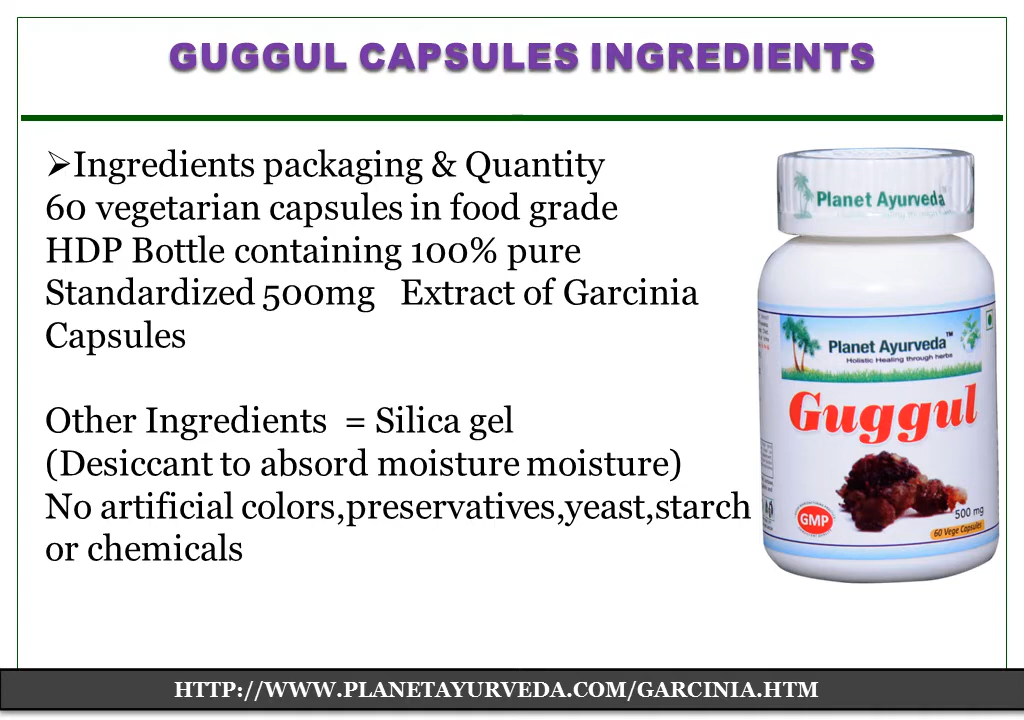 GUGGUL CAPSULES INGREDIENTS
➢Ingredients packaging & Quantity
60 vegetarian capsules in food grade
HDP Bottle containing 100% pure
Standardized 500mg Extract of Garcinia
Capsules
Other Ingredients = Silica gel
(Desiccant to absord moisture moisture)
No artificial colors,preservatives,yeast,starch
or chemicals
Planet Ayurveda
Planet Ayurveda™
Holistic Healing through herbs
Guggul
GMP
500 mg
60 Vege Capsules
HTTP://WWW.PLANETAYURVEDA.COM/GARCINIA.HTM